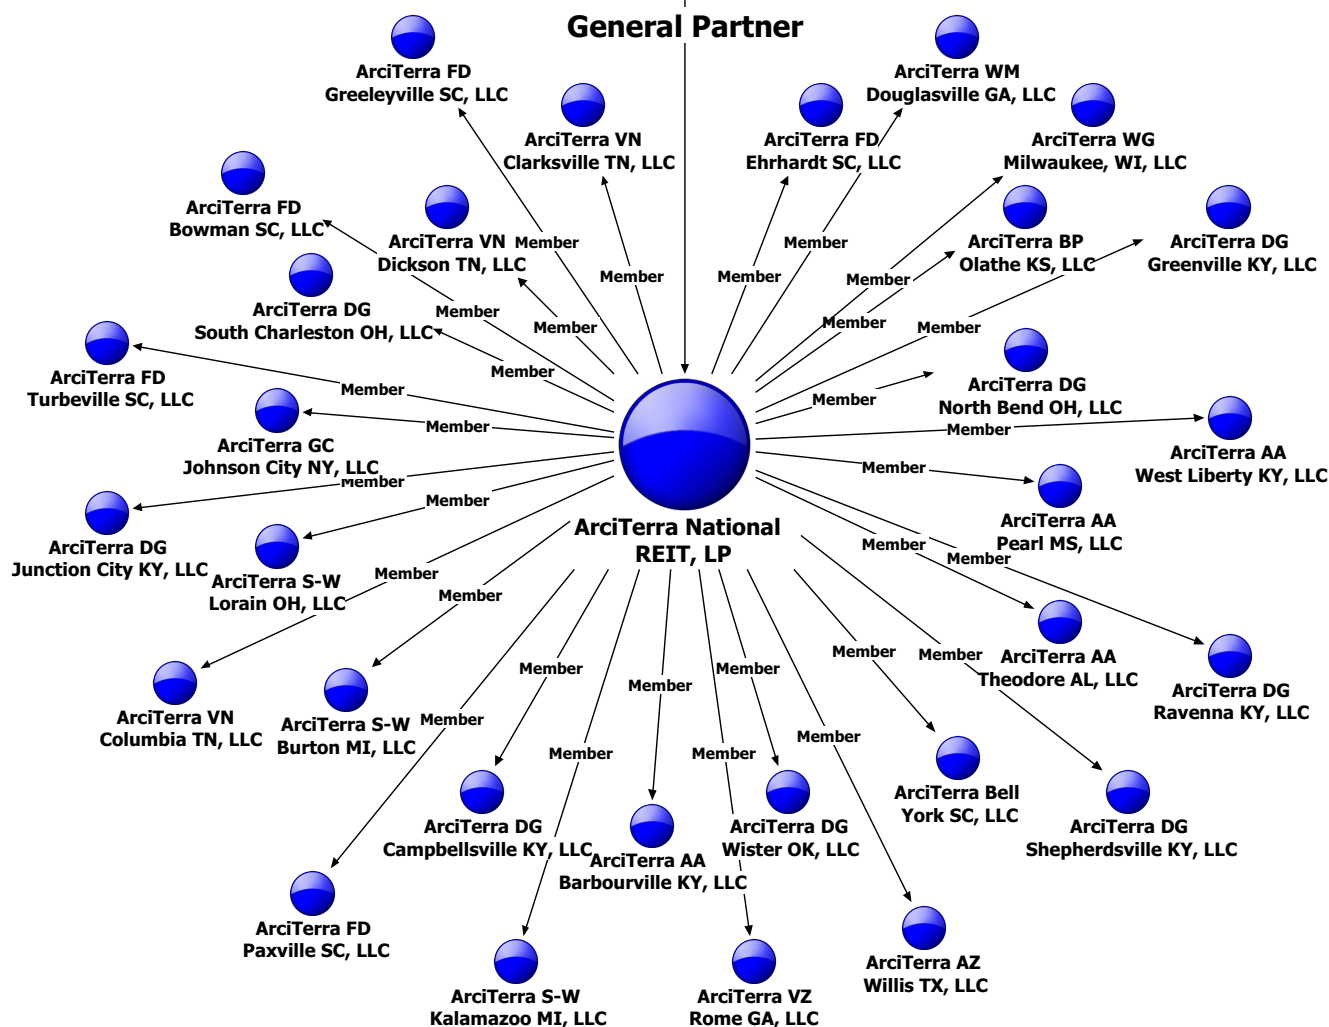 General Partner
ArciTerra FD
Greeleyville SC, LLC
ArciTerra WM
Douglasville GA, LLC
ArciTerra VN
Clarksville TN, LLC
ArciTerra FD
Ehrhardt SC, LLC
ArciTerra WG
Milwaukee, WI, LLC
ArciTerra FD
Bowman SC, LLC
ArciTerra VN
Dickson TN, LLC
Member
Member
ArciTerra BP
Olathe KS, LLC
ArciTerra DG
Greenville KY, LLC
Member
Member
Member
ArciTerra DG
South Charleston OH, LLC
Member
Member
Member
Member
Member
Member
ArciTerra FD
Turbeville SC, LLC
Member
Member
ArciTerra DG
North Bend OH, LLC
ArciTerra GC
Johnson City NY, LLC
Member
Member
ArciTerra AA
West Liberty KY, LLC
Member
Member
Member
ArciTerra DG
Junction City KY, LLC
ArciTerra S-W
Lorain OH, LLC
ArciTerra National
REIT, LP
ArciTerra AA
Pearl MS, LLC
Member
Member
Member
Member
ArciTerra AA
Theodore AL, LLC
ArciTerra DG
Ravenna KY, LLC
Member
Member
Member
Member
Member
ArciTerra VN
Columbia TN, LLC
ArciTerra S-W
Burton MI, LLC
Member
Member
Member
Member
ArciTerra Bell
York SC, LLC
ArciTerra DG
Shepherdsville KY, LLC
ArciTerra DG
Campbellsville KY, LLC
ArciTerra AA
Barbourville KY, LLC
ArciTerra DG
Wister OK, LLC
ArciTerra FD
Paxville SC, LLC
ArciTerra AZ
Willis TX, LLC
ArciTerra S-W
Kalamazoo MI, LLC
ArciTerra VZ
Rome GA, LLC